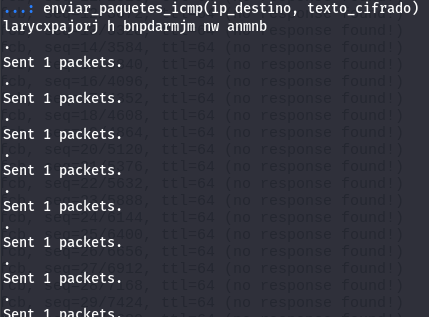 ...: enviar_paquetes_icmp(ip_destino, texto_cifrado)
larycxpajorj h bnpdarmjm nw anmnb
.
Sent 1 packets.
.
Sent 1 packets.
.
Sent 1 packets.
.
Sent 1 packets.
.
Sent 1 packets.
.
Sent 1 packets.
.
Sent 1 packets.
.
Sent 1 packets.